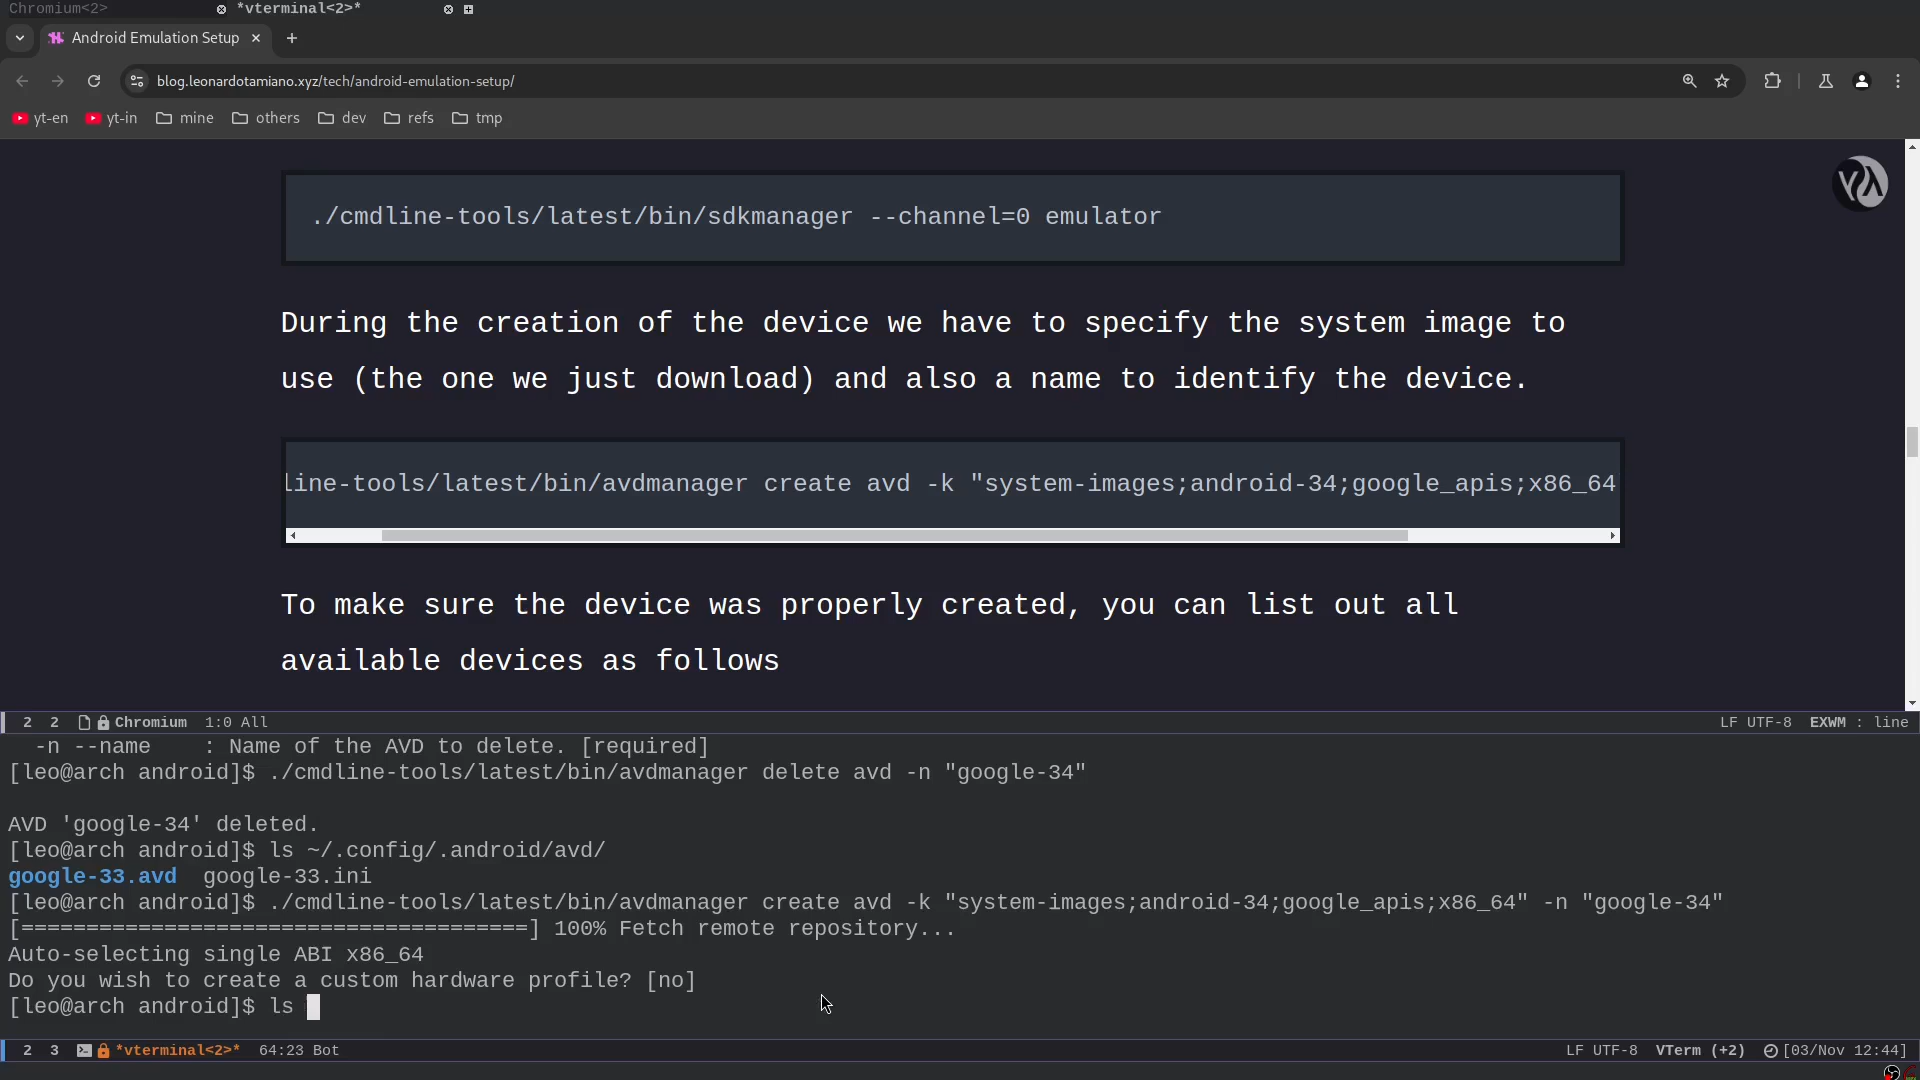 Chromium<2>
*vterminal<2>*
Android Emulation Setup
blog.leonardotamiano.xyz/tech/android-emulation-setup/
yt-en yt-in mine others dev refs tmp
./cmdline-tools/latest/bin/sdkmanager --channel=0 emulator
During the creation of the device we have to specify the system image to
use (the one we just download) and also a name to identify the device.
line-tools/latest/bin/avdmanager create avd -k "system-images;android-34;google_apis;x86_64
To make sure the device was properly created, you can list out all
available devices as follows
2 2 Chromium 1:0 All LF UTF-8 EXWM : line
-n --name    : Name of the AVD to delete. [required]
[leo@arch android]$ ./cmdline-tools/latest/bin/avdmanager delete avd -n "google-34"
AVD 'google-34' deleted.
[leo@arch android]$ ls ~/.config/.android/avd/
google-33.avd  google-33.ini
[leo@arch android]$ ./cmdline-tools/latest/bin/avdmanager create avd -k "system-images;android-34;google_apis;x86_64" -n "google-34"
[=======================================] 100% Fetch remote repository...
Auto-selecting single ABI x86_64
Do you wish to create a custom hardware profile? [no]
[leo@arch android]$ ls
2 3 *vterminal<2>* 64:23 Bot LF UTF-8 VTerm (+2) [03/Nov 12:44]